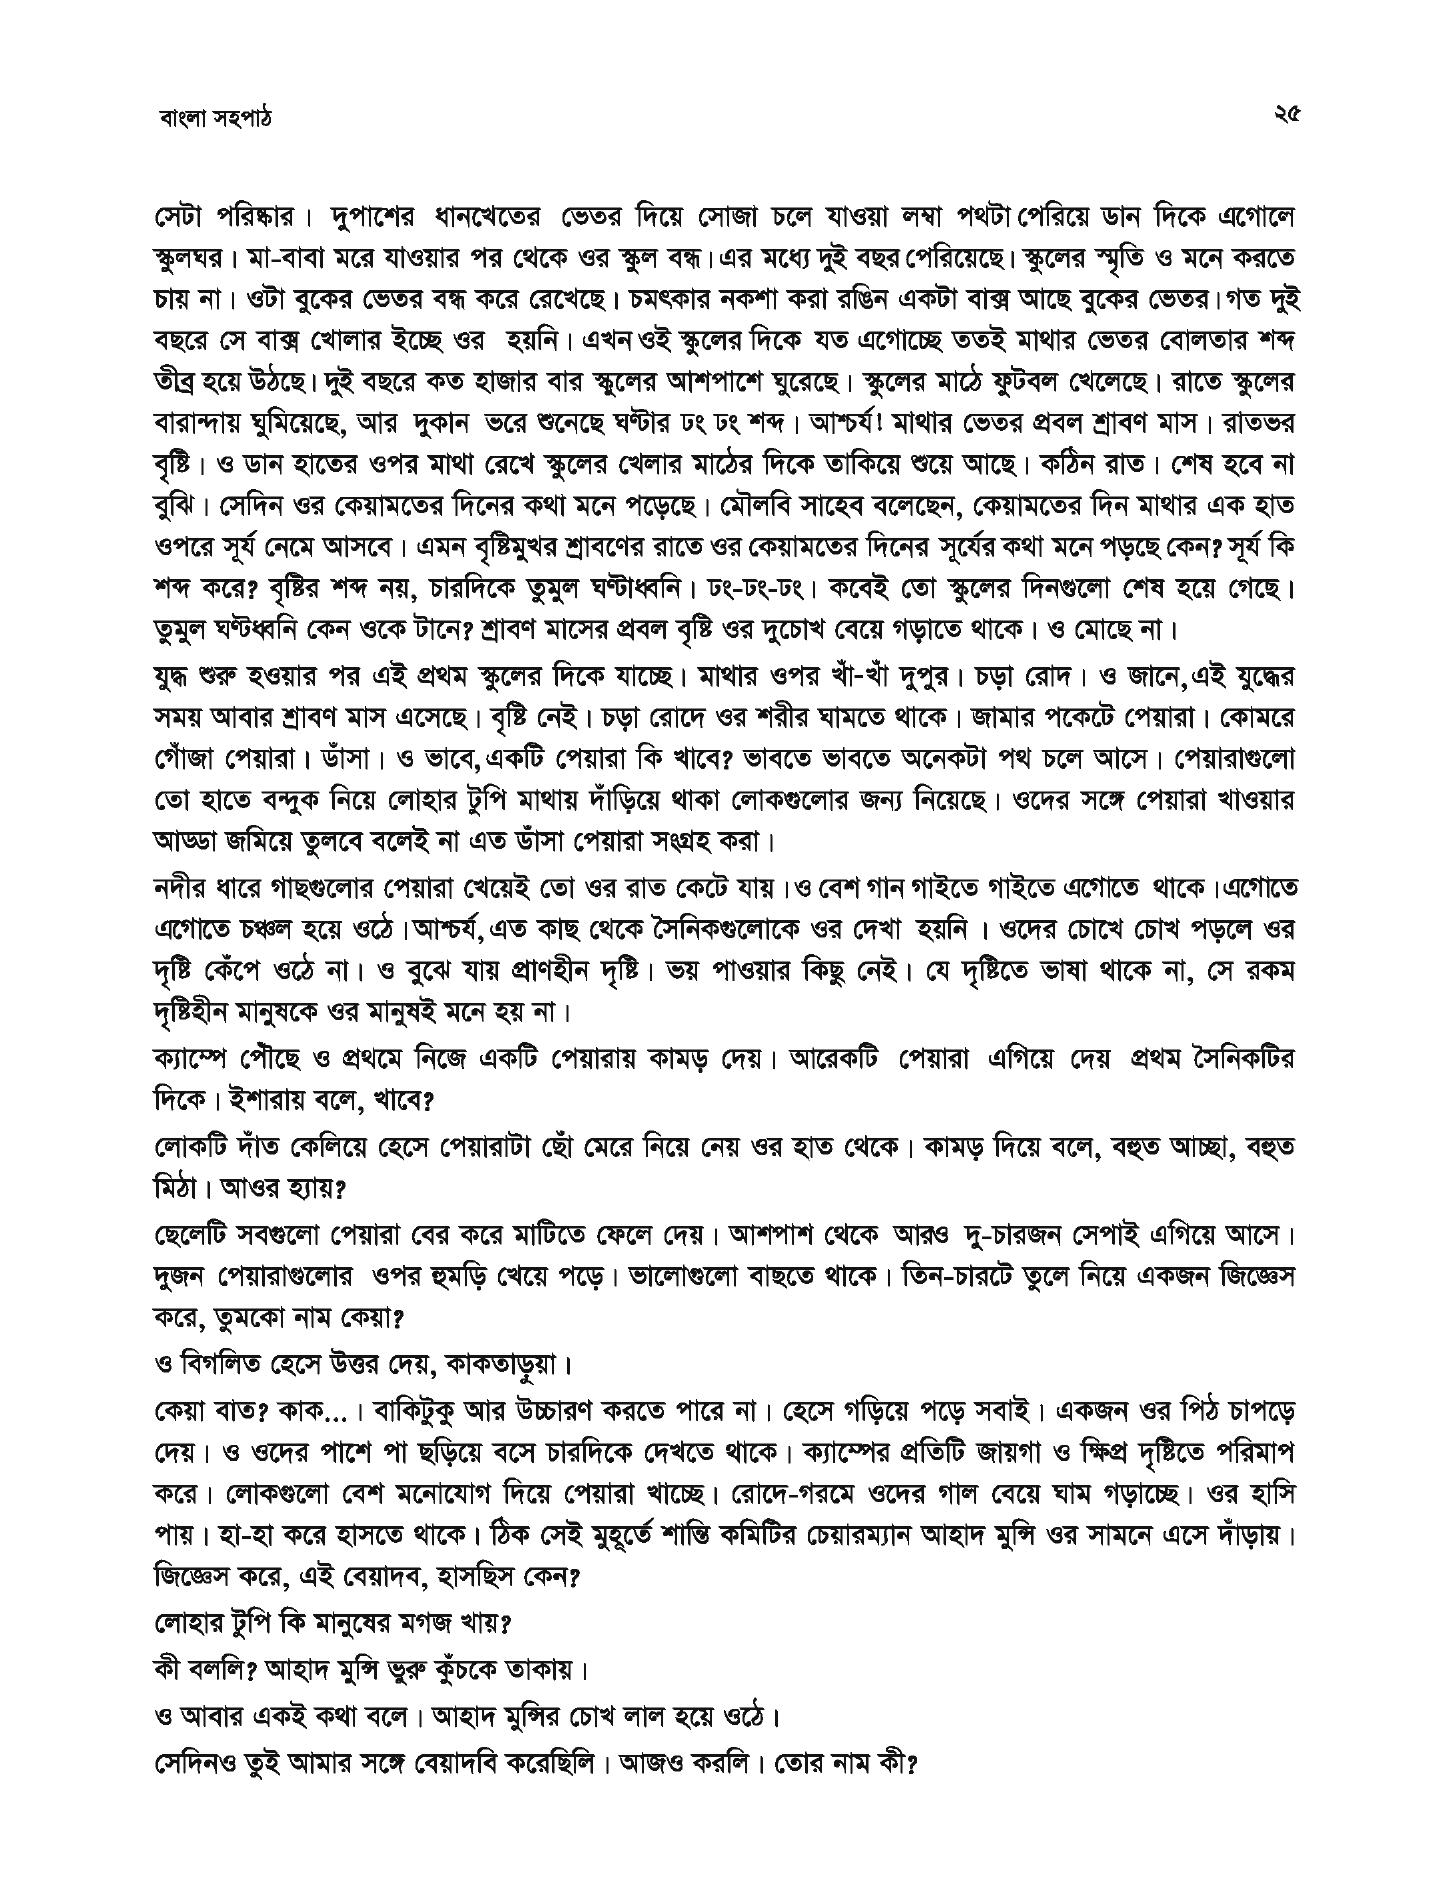 বাংলা সহপাঠ
২৫
সেটা পরিষ্কার। দুপাশের ধানখেতের ভেতর দিয়ে সোজা চলে যাওয়া লম্বা পথটা পেরিয়ে ডান দিকে এগোলে
স্কুলঘর। মা-বাবা মরে যাওয়ার পর থেকে ওর স্কুল বন্ধ। এর মধ্যে দুই বছর পেরিয়েছে। স্কুলের স্মৃতি ও মনে করতে
চায় না। ওটা বুকের ভেতর বন্ধ করে রেখেছে। চমৎকার নকশা করা রঙিন একটা বাক্স আছে বুকের ভেতর। গত দুই
বছরে সে বাক্স খোলার ইচ্ছে ওর হয়নি। এখন ওই স্কুলের দিকে যত এগোচ্ছে ততই মাথার ভেতর বোলতার শব্দ
তীব্র হয়ে উঠছে। দুই বছরে কত হাজার বার স্কুলের আশপাশে ঘুরেছে। স্কুলের মাঠে ফুটবল খেলেছে। রাতে স্কুলের
বারান্দায় ঘুমিয়েছে, আর দুকান ভরে শুনেছে ঘণ্টার ঢং ঢং শব্দ। আশ্চর্য! মাথার ভেতর প্রবল শ্রাবণ মাস। রাতভর
বৃষ্টি। ও ডান হাতের ওপর মাথা রেখে স্কুলের খেলার মাঠের দিকে তাকিয়ে শুয়ে আছে। কঠিন রাত। শেষ হবে না
বুঝি। সেদিন ওর কেয়ামতের দিনের কথা মনে পড়েছে। মৌলবি সাহেব বলেছেন, কেয়ামতের দিন মাথার এক হাত
ওপরে সূর্য নেমে আসবে। এমন বৃষ্টিমুখর শ্রাবণের রাতে ওর কেয়ামতের দিনের সূর্যের কথা মনে পড়ছে কেন? সূর্য কি
শব্দ করে? বৃষ্টির শব্দ নয়, চারদিকে তুমুল ঘণ্টাধ্বনি। ঢং-ঢং-ঢং। কবেই তো স্কুলের দিনগুলো শেষ হয়ে গেছে।
তুমুল ঘণ্টধ্বনি কেন ওকে টানে? শ্রাবণ মাসের প্রবল বৃষ্টি ওর দুচোখ বেয়ে গড়াতে থাকে। ও মোছে না।
যুদ্ধ শুরু হওয়ার পর এই প্রথম স্কুলের দিকে যাচ্ছে। মাথার ওপর খাঁ-খাঁ দুপুর। চড়া রোদ। ও জানে, এই যুদ্ধের
সময় আবার শ্রাবণ মাস এসেছে। বৃষ্টি নেই। চড়া রোদে ওর শরীর ঘামতে থাকে। জামার পকেটে পেয়ারা। কোমরে
গোঁজা পেয়ারা। ডাঁসা। ও ভাবে, একটি পেয়ারা কি খাবে? ভাবতে ভাবতে অনেকটা পথ চলে আসে। পেয়ারাগুলো
তো হাতে বন্দুক নিয়ে লোহার টুপি মাথায় দাঁড়িয়ে থাকা লোকগুলোর জন্য নিয়েছে। ওদের সঙ্গে পেয়ারা খাওয়ার
আড্ডা জমিয়ে তুলবে বলেই না এত ডাঁসা পেয়ারা সংগ্রহ করা।
নদীর ধারে গাছগুলোর পেয়ারা খেয়েই তো ওর রাত কেটে যায়। ও বেশ গান গাইতে গাইতে এগোতে থাকে। এগোতে
এগোতে চঞ্চল হয়ে ওঠে। আশ্চর্য, এত কাছ থেকে সৈনিকগুলোকে ওর দেখা হয়নি। ওদের চোখে চোখ পড়লে ওর
দৃষ্টি কেঁপে ওঠে না। ও বুঝে যায় প্রাণহীন দৃষ্টি। ভয় পাওয়ার কিছু নেই। যে দৃষ্টিতে ভাষা থাকে না, সে রকম
দৃষ্টিহীন মানুষকে ওর মানুষই মনে হয় না।
ক্যাম্পে পৌঁছে ও প্রথমে নিজে একটি পেয়ারায় কামড় দেয়। আরেকটি পেয়ারা এগিয়ে দেয় প্রথম সৈনিকটির
দিকে। ইশারায় বলে, খাবে?
লোকটি দাঁত কেলিয়ে হেসে পেয়ারাটা ছোঁ মেরে নিয়ে নেয় ওর হাত থেকে। কামড় দিয়ে বলে, বহুত আচ্ছা, বহুত
মিঠা। আওর হ্যায়?
ছেলেটি সবগুলো পেয়ারা বের করে মাটিতে ফেলে দেয়। আশপাশ থেকে আরও দু-চারজন সেপাই এগিয়ে আসে।
দুজন পেয়ারাগুলোর ওপর হুমড়ি খেয়ে পড়ে। ভালোগুলো বাছতে থাকে। তিন-চারটে তুলে নিয়ে একজন জিজ্ঞেস
করে, তুমকো নাম কেয়া?
ও বিগলিত হেসে উত্তর দেয়, কাকতাড়ুয়া।
কেয়া বাত? কাক...। বাকিটুকু আর উচ্চারণ করতে পারে না। হেসে গড়িয়ে পড়ে সবাই। একজন ওর পিঠ চাপড়ে
দেয়। ও ওদের পাশে পা ছড়িয়ে বসে চারদিকে দেখতে থাকে। ক্যাম্পের প্রতিটি জায়গা ও ক্ষিপ্র দৃষ্টিতে পরিমাপ
করে। লোকগুলো বেশ মনোযোগ দিয়ে পেয়ারা খাচ্ছে। রোদে-গরমে ওদের গাল বেয়ে ঘাম গড়াচ্ছে। ওর হাসি
পায়। হা-হা করে হাসতে থাকে। ঠিক সেই মুহূর্তে শান্তি কমিটির চেয়ারম্যান আহাদ মুন্সি ওর সামনে এসে দাঁড়ায়।
জিজ্ঞেস করে, এই বেয়াদব, হাসছিস কেন?
লোহার টুপি কি মানুষের মগজ খায়?
কী বললি? আহাদ মুন্সি ভুরু কুঁচকে তাকায়।
ও আবার একই কথা বলে। আহাদ মুন্সির চোখ লাল হয়ে ওঠে।
সেদিনও তুই আমার সঙ্গে বেয়াদবি করেছিলি। আজও করলি। তোর নাম কী?